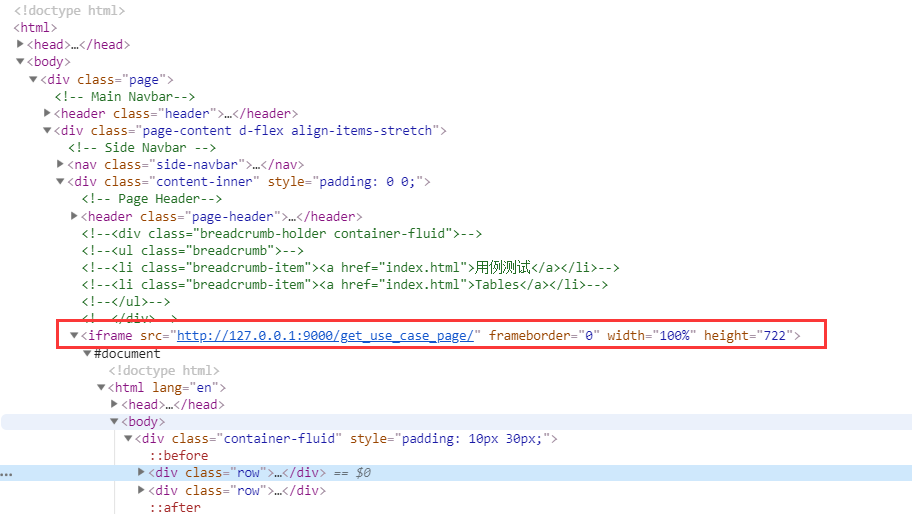 <!doctype html>
<html>
<head>…</head>
<body>
<div class="page">
<!-- Main Navbar-->
<header class="header">…</header>
<div class="page-content d-flex align-items-stretch">
<!-- Side Navbar -->
<nav class="side-navbar">…</nav>
<div class="content-inner" style="padding: 0 0;">
<!-- Page Header-->
<header class="page-header">…</header>
<!--<div class="breadcrumb-holder container-fluid">-->
<!--<ul class="breadcrumb">-->
<!--<li class="breadcrumb-item"><a href="index.html">用例测试</a></li>-->
<!--<li class="breadcrumb-item"><a href="index.html">Tables</a></li>-->
<!--</ul>-->
<!--</div>-->
<iframe src="http://127.0.0.1:9000/get_use_case_page/" frameborder="0" width="100%" height="722">
#document
<!doctype html>
<html lang="en">
<head>…</head>
<body>
<div class="container-fluid" style="padding: 10px 30px;">
::before
… <div class="row">…</div> == $0
<div class="row">…</div>
::after